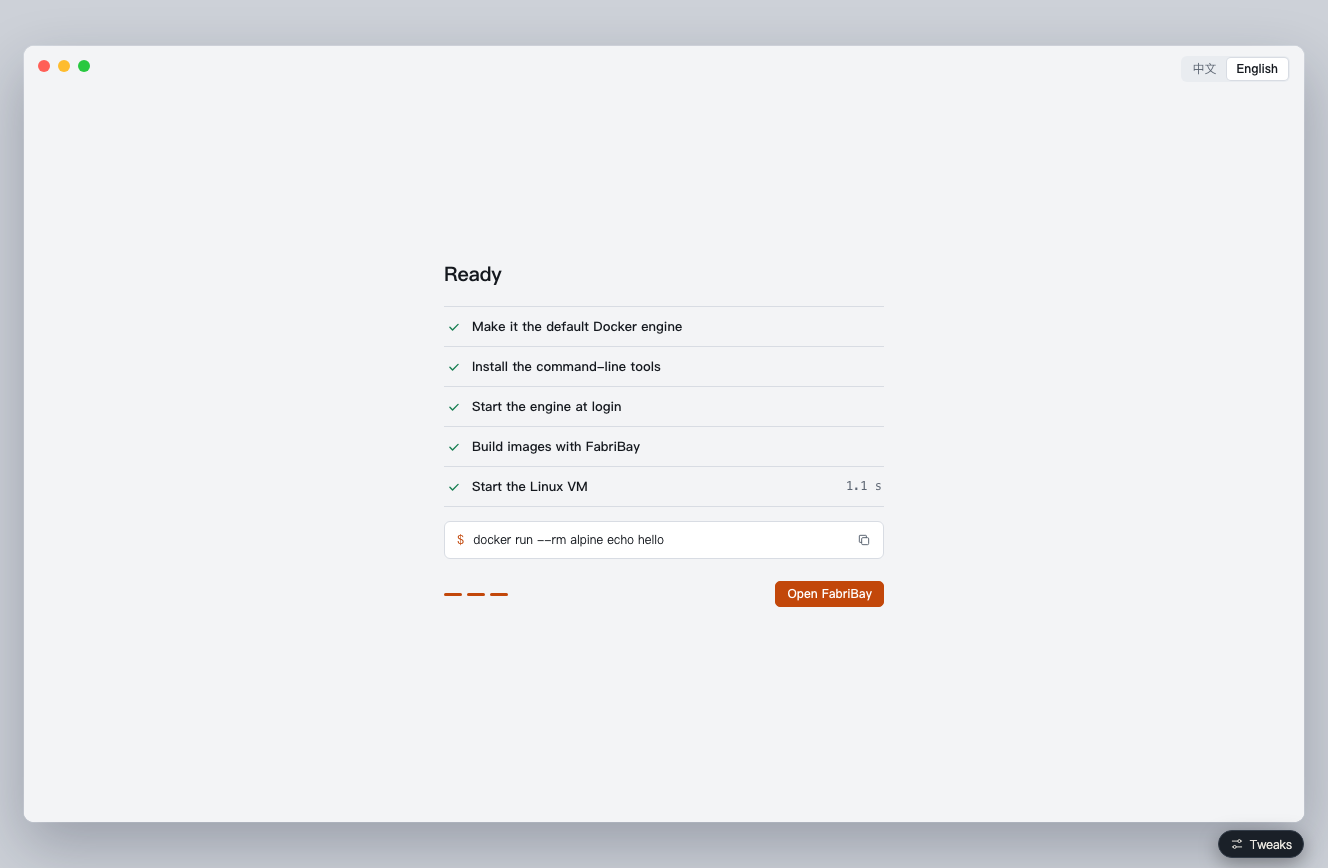 中文 English
Ready
Make it the default Docker engine
Install the command-line tools
Start the engine at login
Build images with FabriBay
Start the Linux VM 1.1 s
$ docker run --rm alpine echo hello
Open FabriBay
Tweaks